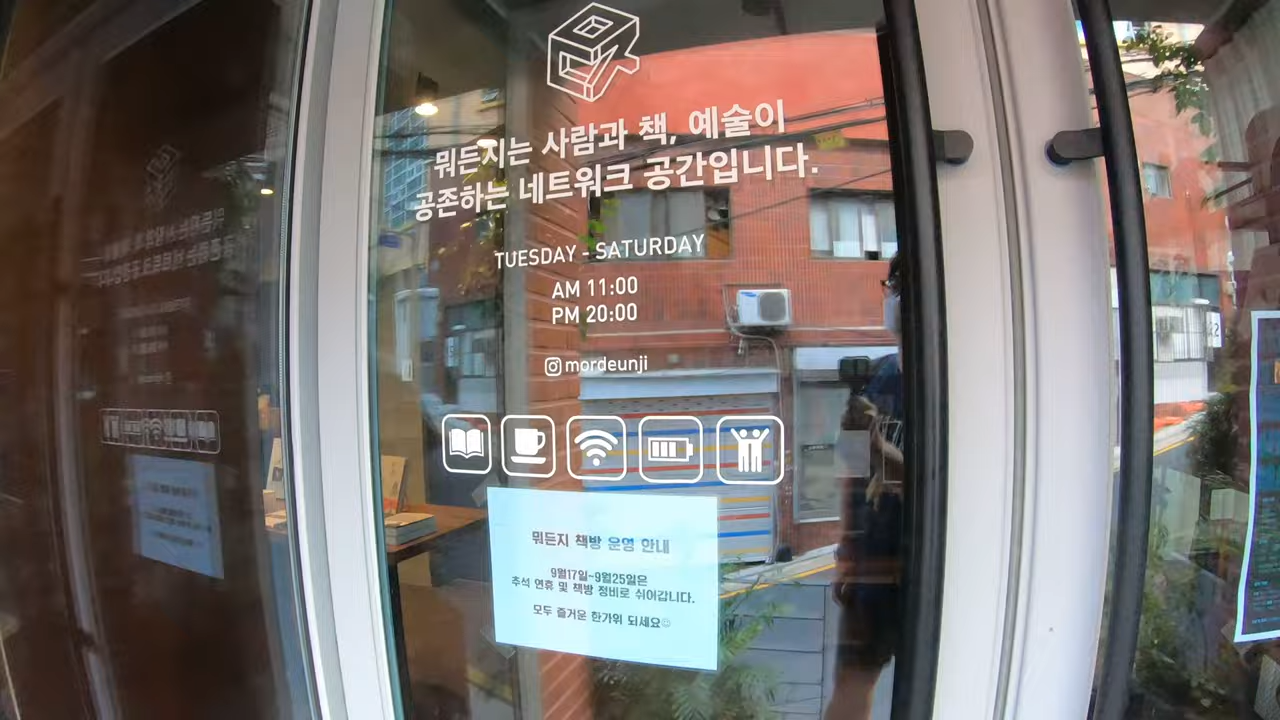 뭐든지는 사람과 책, 예술이
공존하는 네트워크 공간입니다.
TUESDAY - SATURDAY
AM 11:00
PM 20:00
mordeunji
뭐든지 책방 운영 안내
9월17일~9월25일은
추석 연휴 및 책방 정비로 쉬어갑니다.
모두 즐거운 한가위 되세요☺